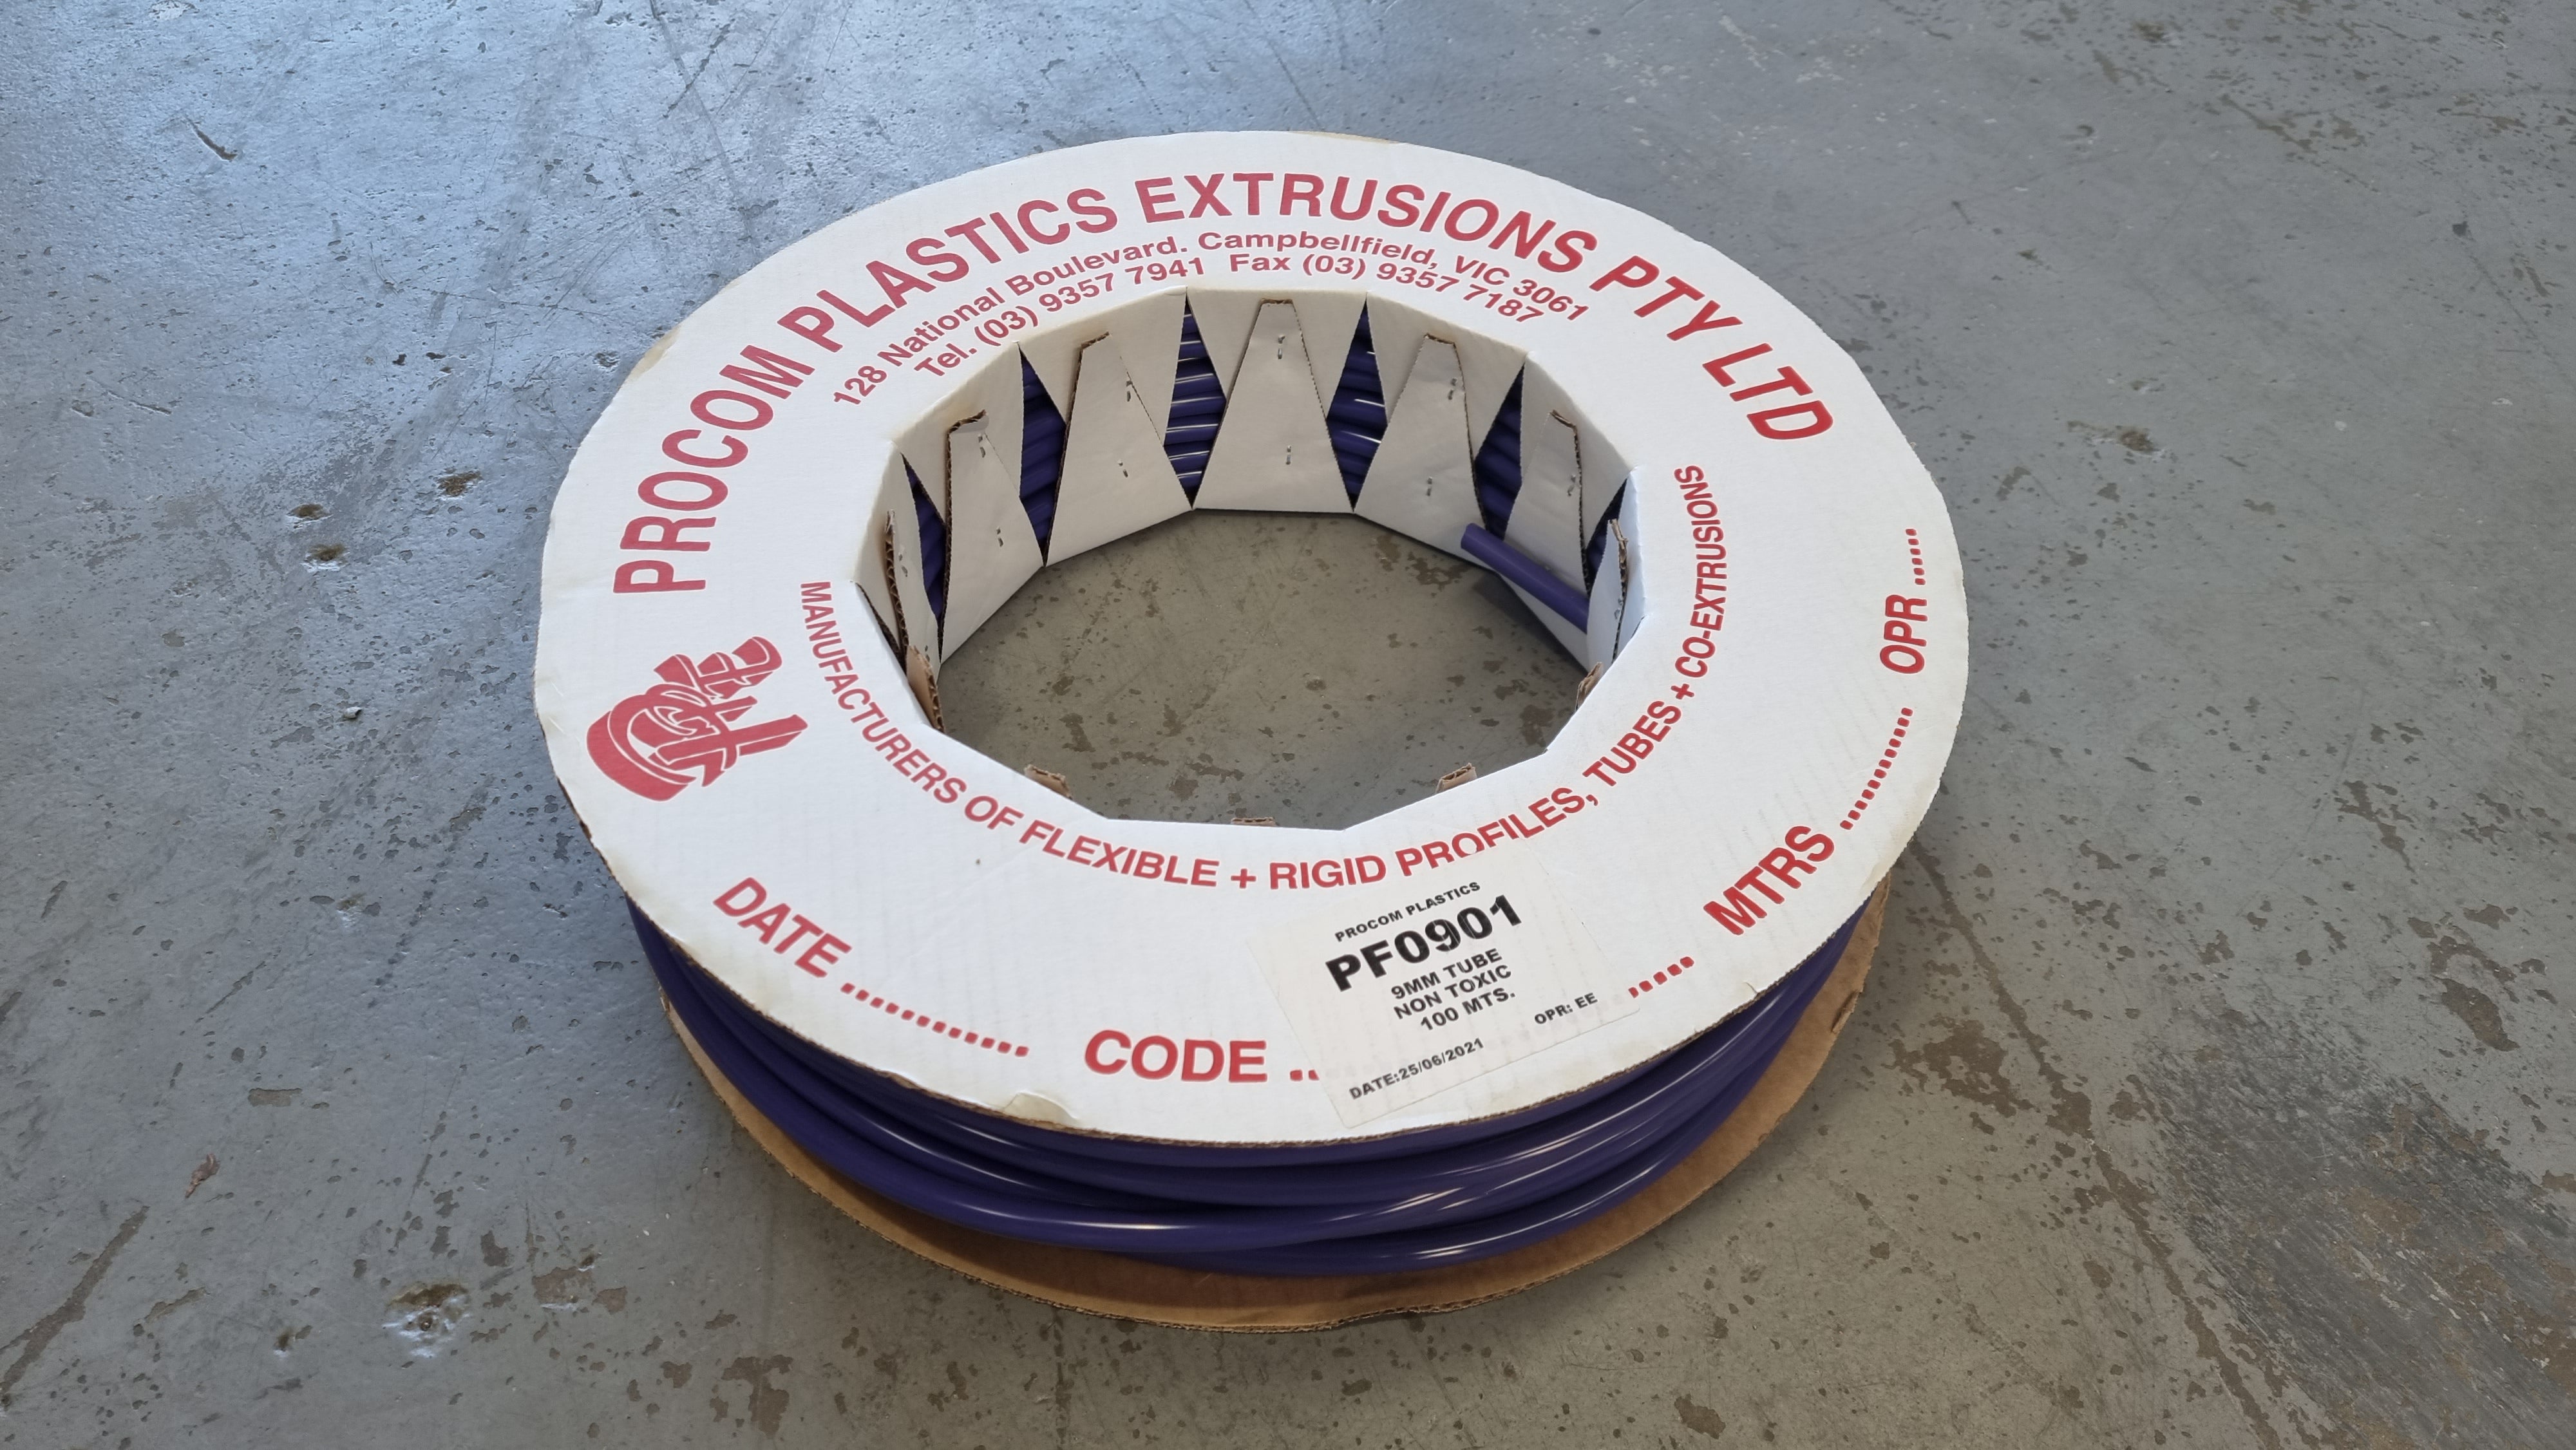 PROCOM PLASTICS EXTRUSIONS PTY LTD
128 National Boulevard. Campbellfield, VIC 3061
Tel. (03) 9357 7941 Fax (03) 9357 7187
MANUFACTURERS OF FLEXIBLE + RIGID PROFILES, TUBES + CO-EXTRUSIONS
DATE ............
CODE ..
..... MTRS ...........
OPR ......
PROCOM PLASTICS
PF0901
9MM TUBE
NON TOXIC
100 MTS.
OPR: EE
DATE:25/06/2021